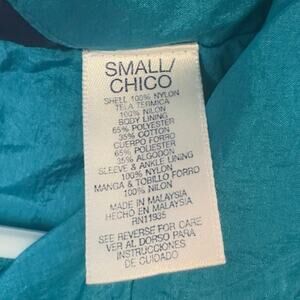 SMALL/
CHICO
SHELL 100% NYLON
TELA TERMICA
100% NILON
BODY LINING
65% POLYESTER
35% COTTON
CUERPO FORRO
65% POLIESTER
35% ALGODON
SLEEVE & ANKLE LINING
100% NYLON
MANGA & TOBILLO FORRO
100% NILON
MADE IN MALAYSIA
HECHO EN MALAYSIA
RN11935
SEE REVERSE FOR CARE
VER AL DORSO PARA
INSTRUCCIONES
DE CUIDADO